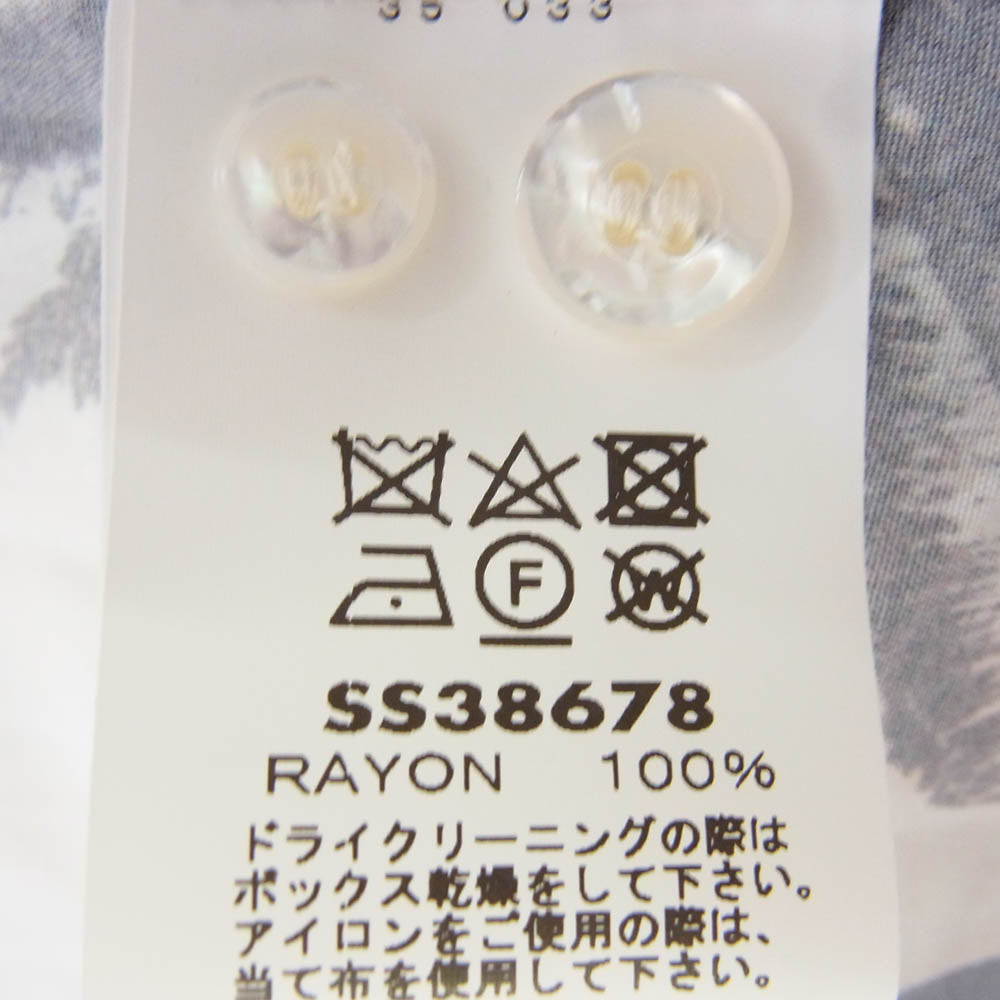 35 033
F
W
SS38678
RAYON 100%
ドライクリーニングの際は
ボックス乾燥をして下さい。
アイロンをご使用の際は、
当て布を使用して下さい。